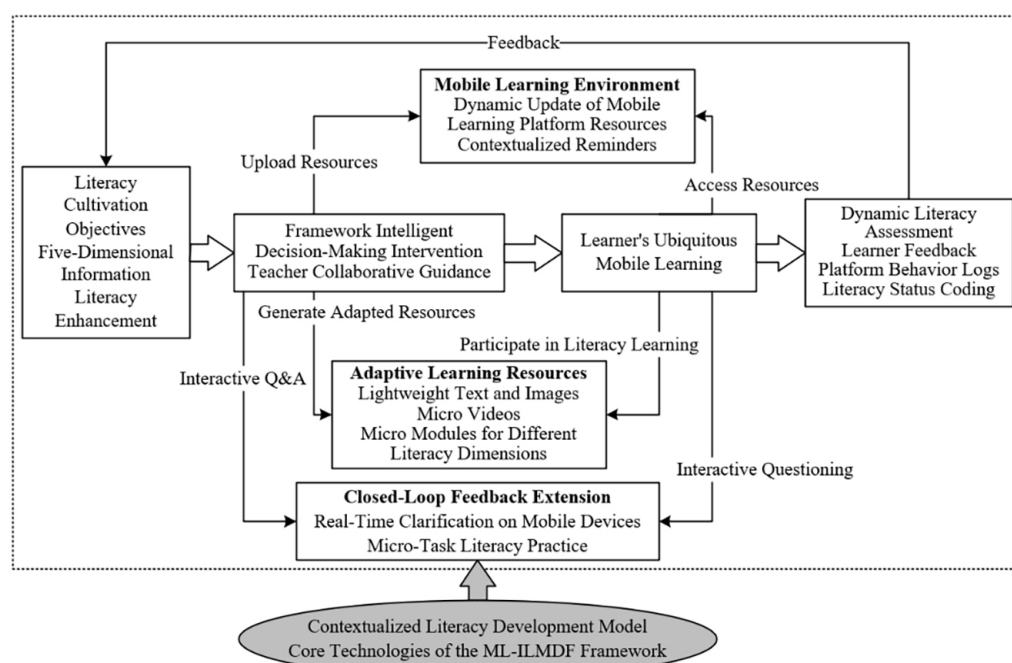 Feedback
Mobile Learning Environment
Dynamic Update of Mobile
Learning Platform Resources
Contextualized Reminders
Upload Resources
Access Resources
Literacy
Cultivation
Objectives
Five-Dimensional
Information
Literacy
Enhancement
Framework Intelligent
Decision-Making Intervention
Teacher Collaborative Guidance
Learner's Ubiquitous
Mobile Learning
Dynamic Literacy
Assessment
Learner Feedback
Platform Behavior Logs
Literacy Status Coding
Generate Adapted Resources
Participate in Literacy Learning
Interactive Q&A
Adaptive Learning Resources
Lightweight Text and Images
Micro Videos
Micro Modules for Different
Literacy Dimensions
Interactive Questioning
Closed-Loop Feedback Extension
Real-Time Clarification on Mobile Devices
Micro-Task Literacy Practice
Contextualized Literacy Development Model
Core Technologies of the ML-ILMDF Framework